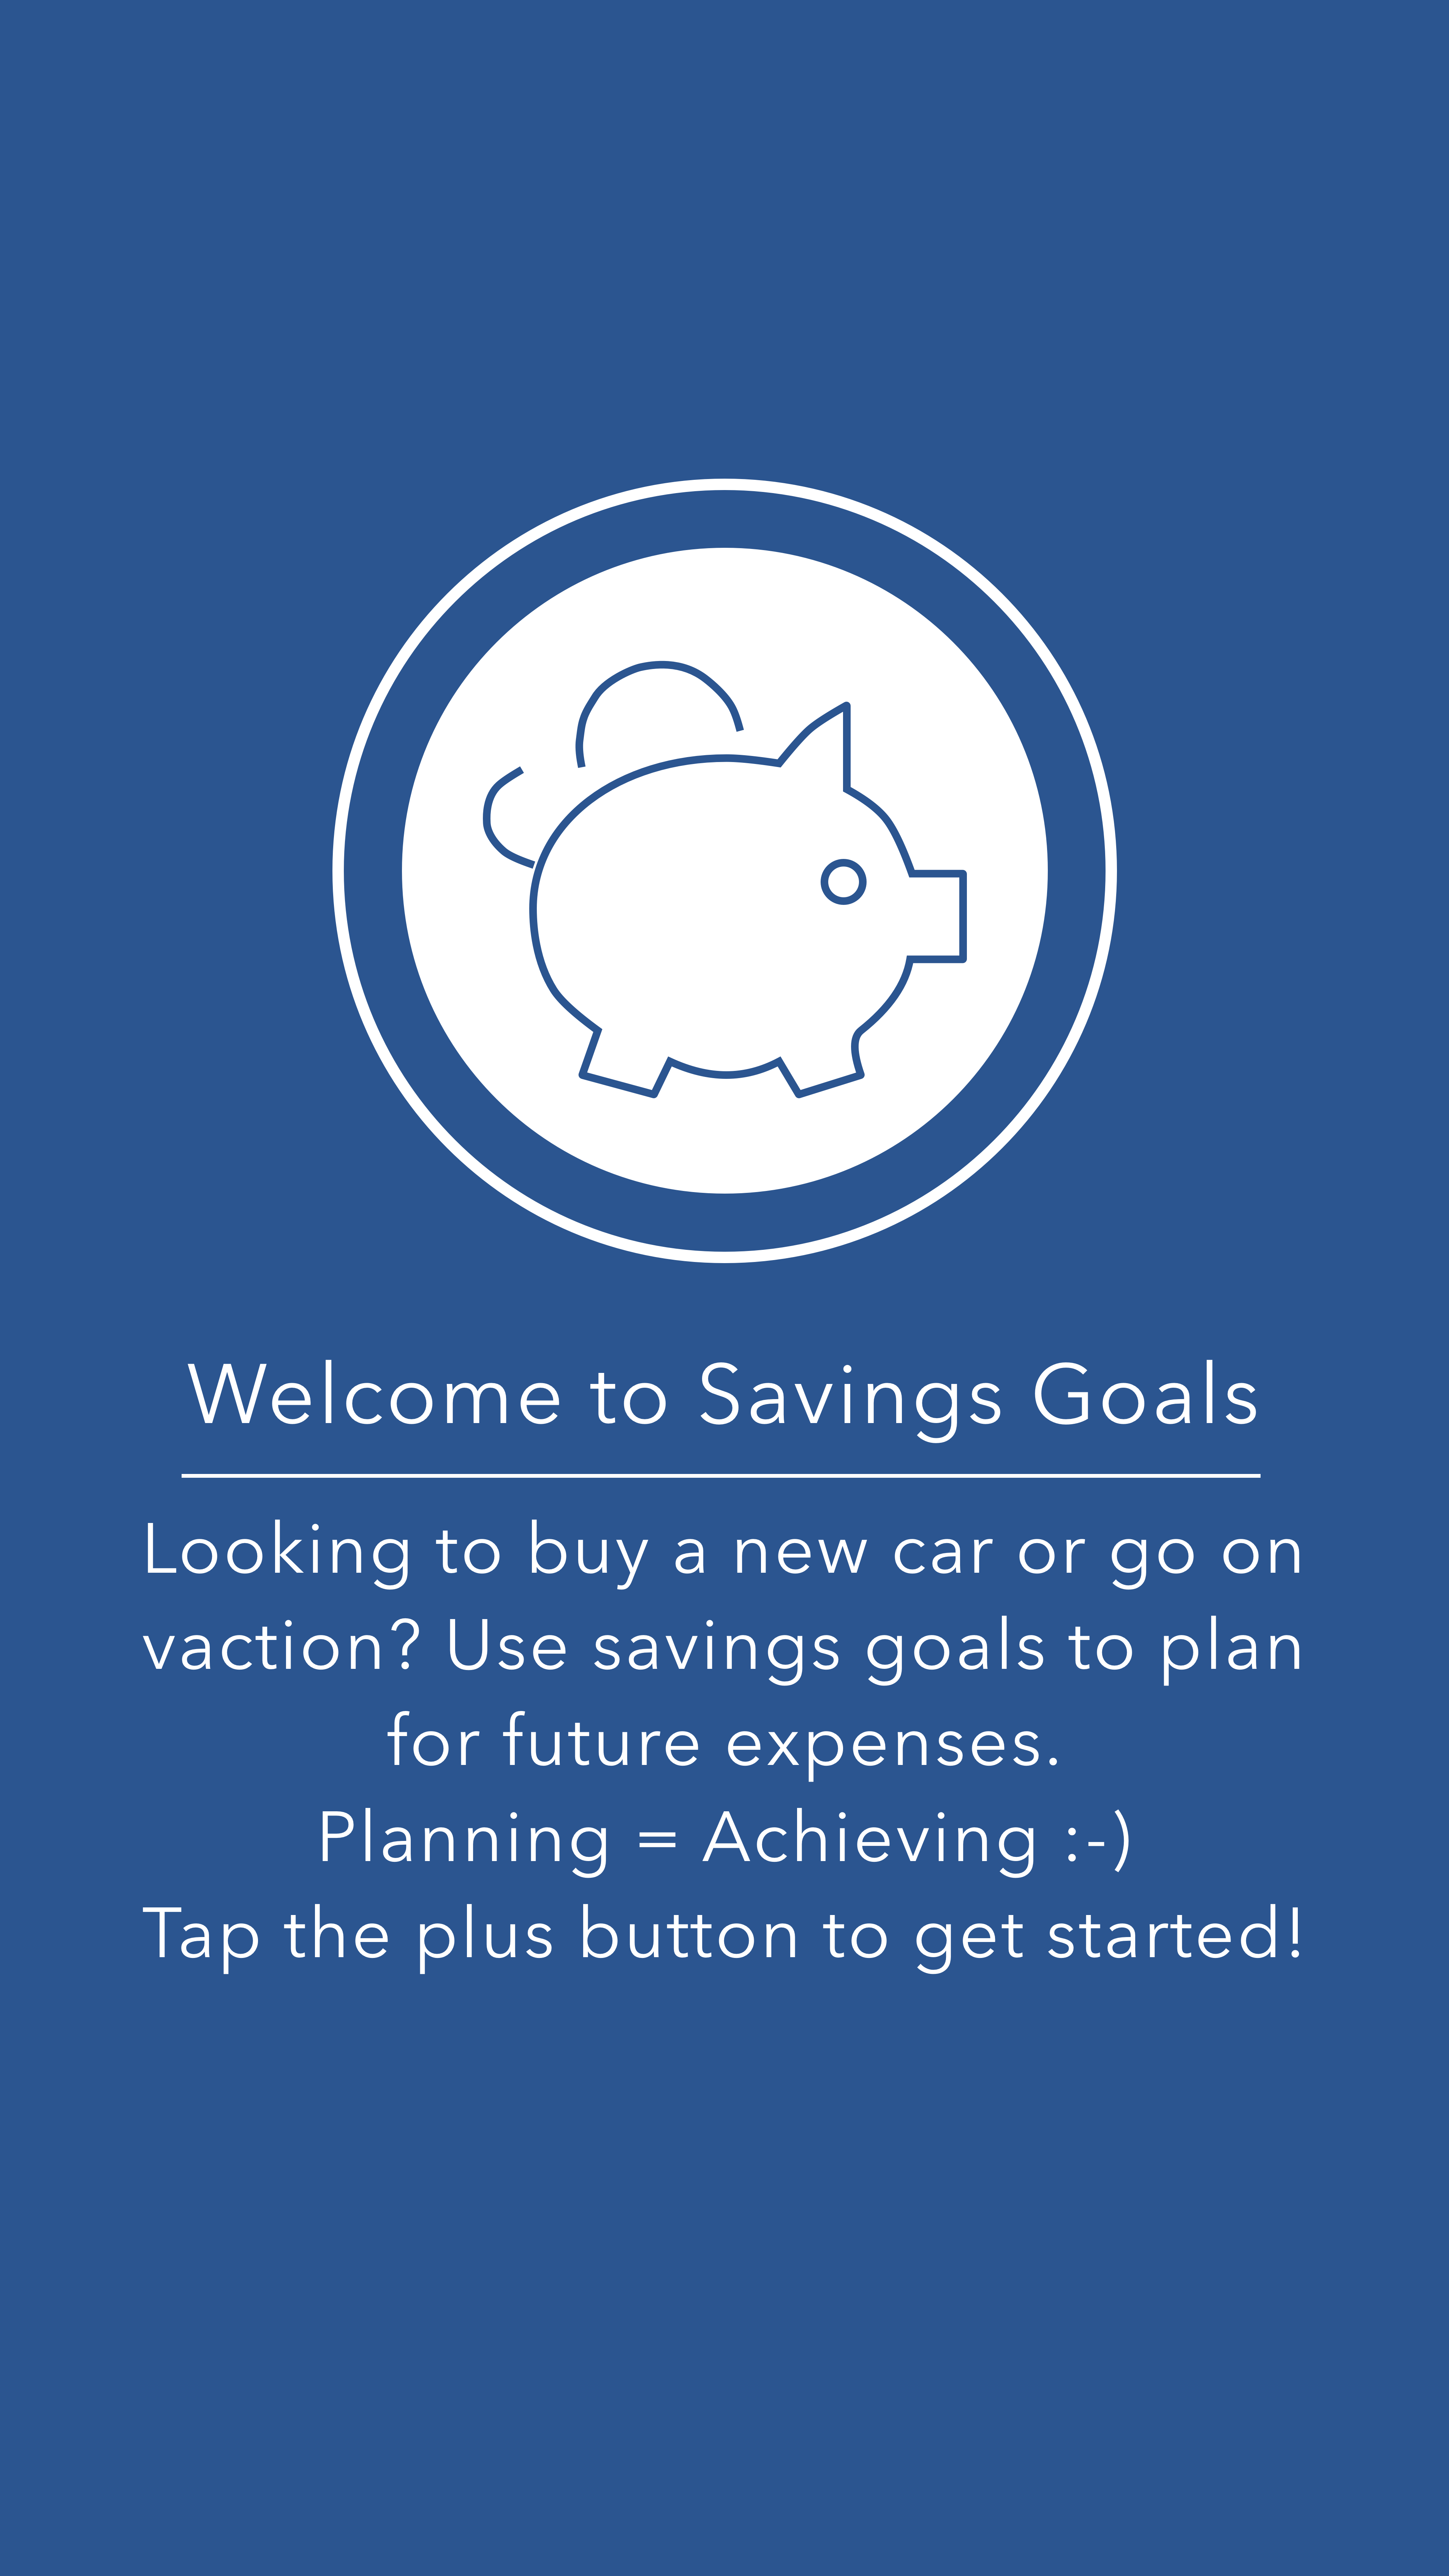 Welcome to Savings Goals
Looking to buy a new car or go on
vaction? Use savings goals to plan
for future expenses.
Planning = Achieving :-)
Tap the plus button to get started!